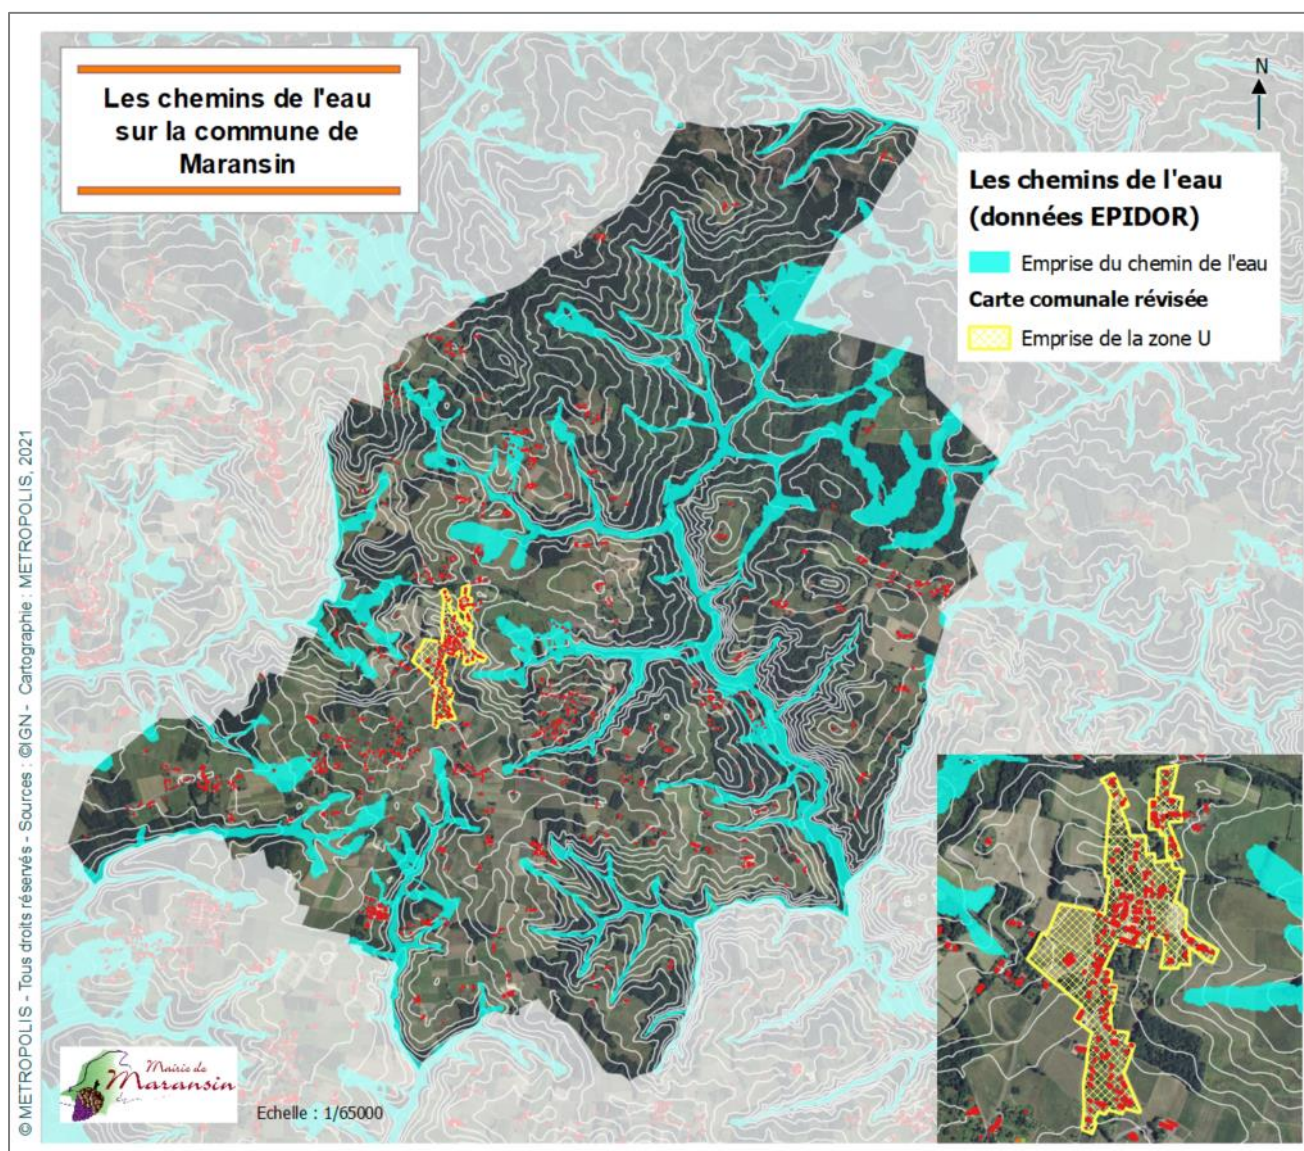 Les chemins de l'eau
sur la commune de
Maransin
N
Les chemins de l'eau
(données EPIDOR)
Emprise du chemin de l'eau
Carte comunale révisée
Emprise de la zone U
© METROPOLIS - Tous droits réservés - Sources : ©IGN - Cartographie : METROPOLIS, 2021
Mairie de
Maransin
Echelle : 1/65000